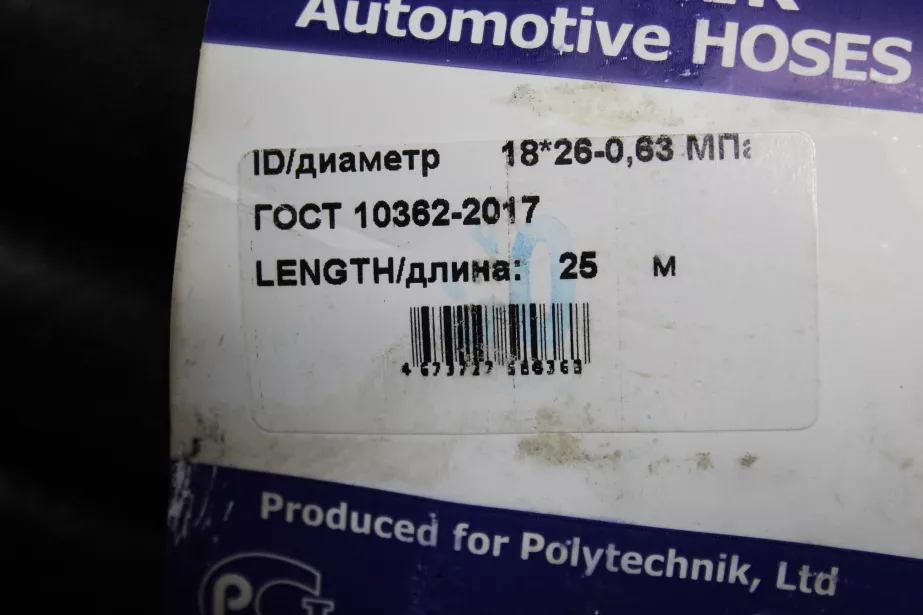 Automotive HOSES
ID/диаметр 18*26-0,63 МПа
ГОСТ 10362-2017
LENGTH/длина: 25 м
Produced for Polytechnik, Ltd